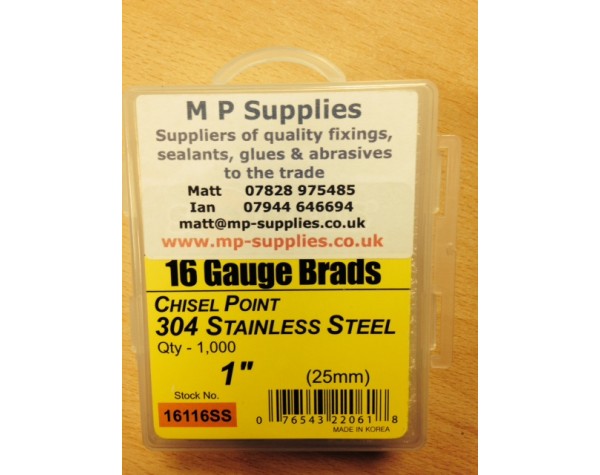 M P Supplies
Suppliers of quality fixings,
sealants, glues & abrasives
to the trade
Matt 07828 975485
Ian 07944 646694
matt@mp-supplies.co.uk
www.mp-supplies.co.uk
16 Gauge Brads
CHISEL POINT
304 STAINLESS STEEL
Qty - 1,000
1" (25mm)
Stock No.
16116SS
0 76543 22061 8
MADE IN KOREA